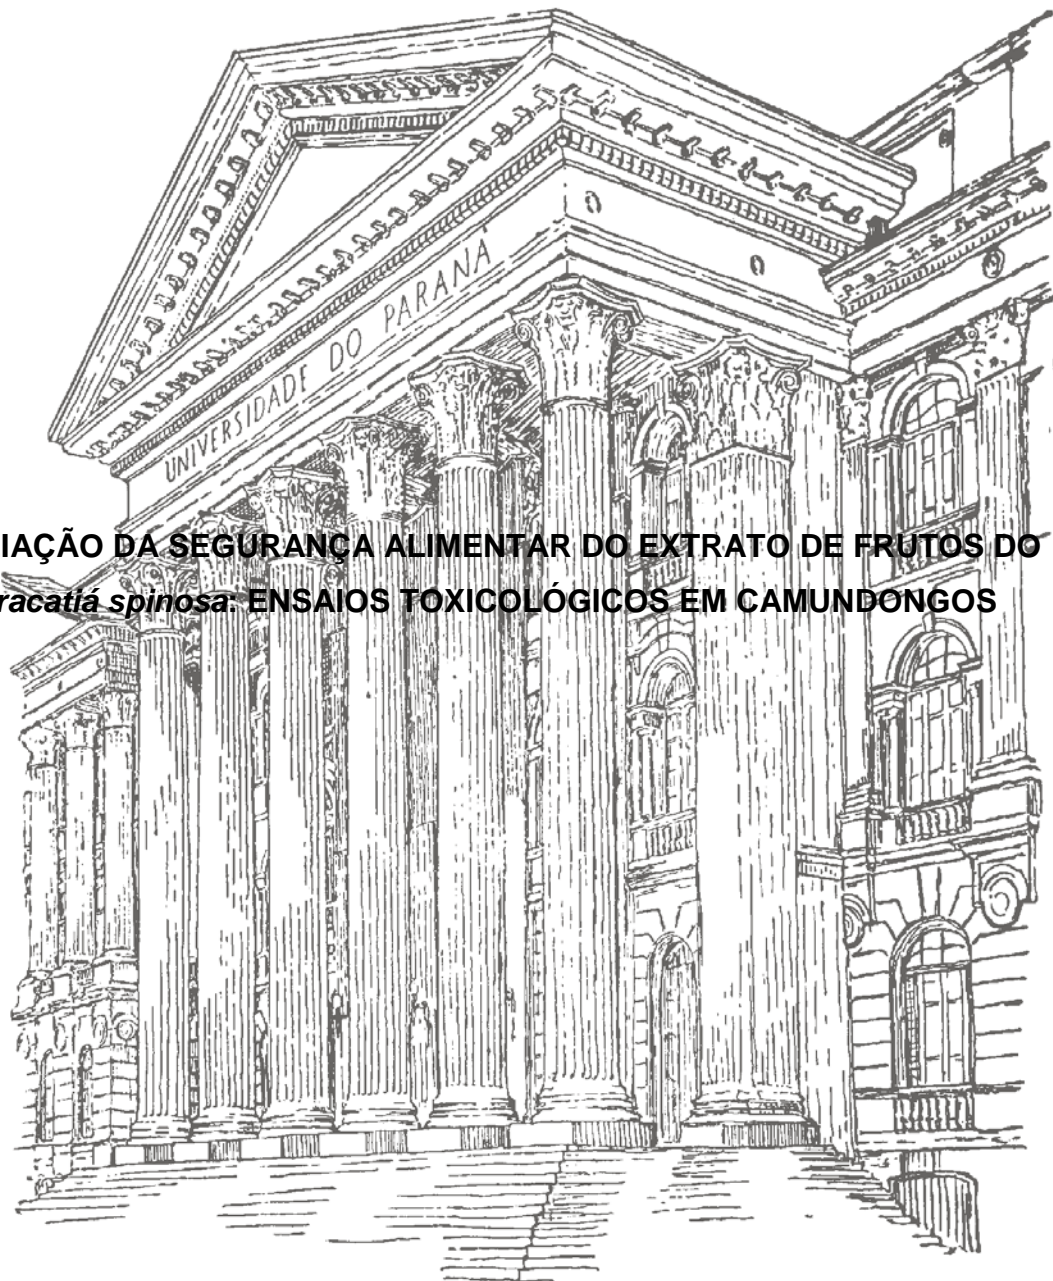 UNIVERSIDADE DO PARANÁ
IAÇÃO DA SEGURANÇA ALIMENTAR DO EXTRATO DE FRUTOS DO
racatiá spinosa: ENSAIOS TOXICOLÓGICOS EM CAMUNDONGOS